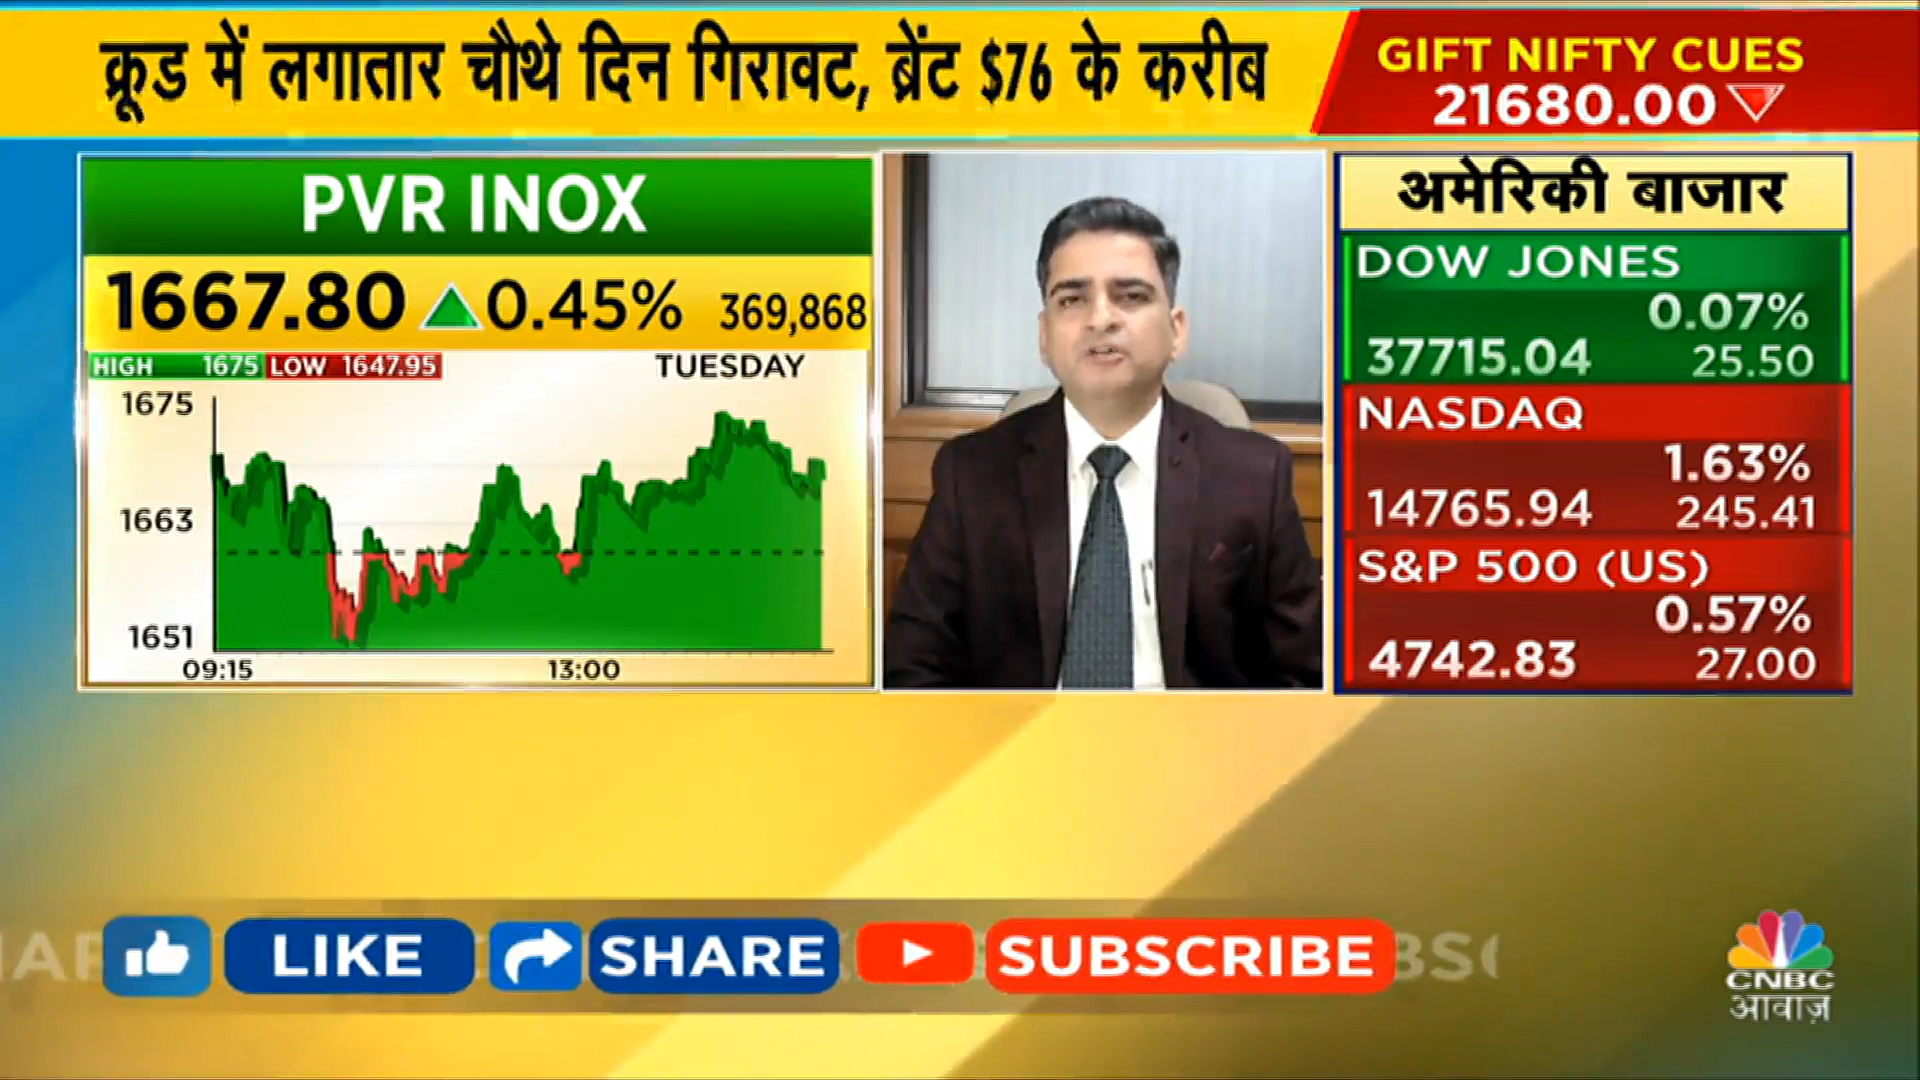 क्रूड में लगातार चौथे दिन गिरावट, ब्रेंट $76 के करीब
GIFT NIFTY CUES
21680.00
PVR INOX
1667.80 0.45% 369,868
HIGH 1675 LOW 1647.95 TUESDAY
1675
1663
1651
09:15 13:00
अमेरिकी बाजार
DOW JONES
0.07%
37715.04 25.50
NASDAQ
1.63%
14765.94 245.41
S&P 500 (US)
0.57%
4742.83 27.00
LIKE SHARE SUBSCRIBE
CNBC
आवाज़